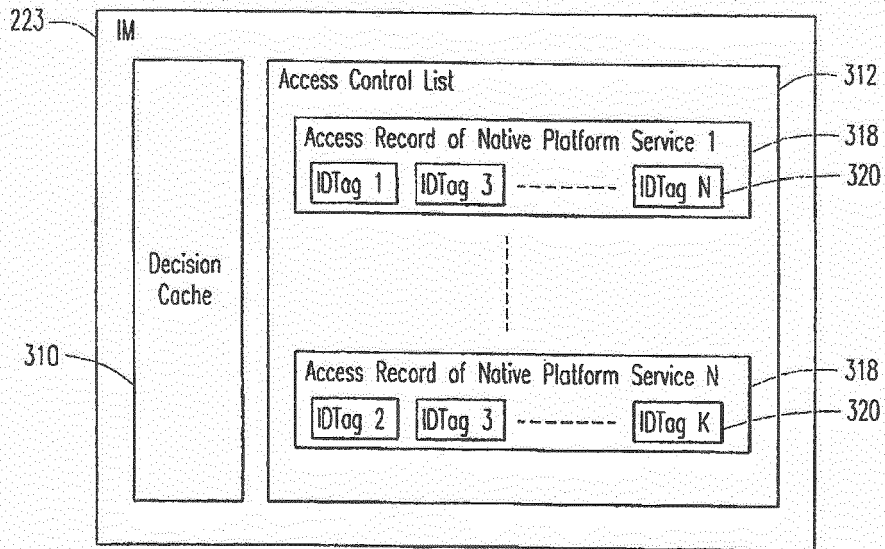 223
IM
Access Control List
312
Access Record of Native Platform Service 1
318
IDTag 1 IDTag 3 IDTag N
320
Decision
Cache
310
Access Record of Native Platform Service N
318
IDTag 2 IDTag 3 IDTag K
320